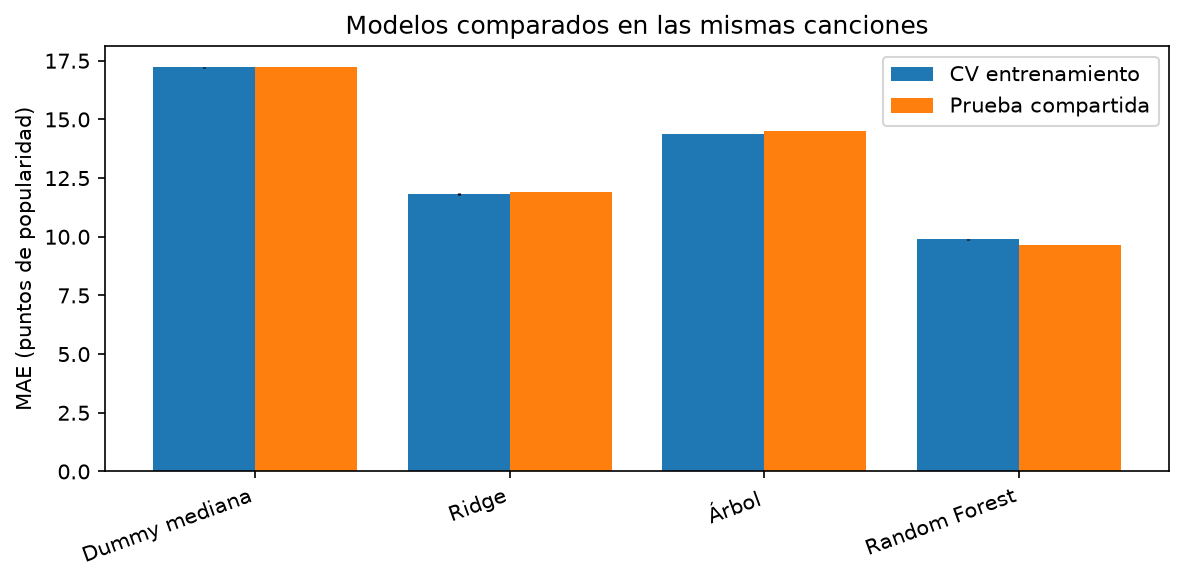 Modelos comparados en las mismas canciones
MAE (puntos de popularidad)
17.5
15.0
12.5
10.0
7.5
5.0
2.5
0.0
CV entrenamiento
Prueba compartida
Dummy mediana
Ridge
Árbol
Random Forest